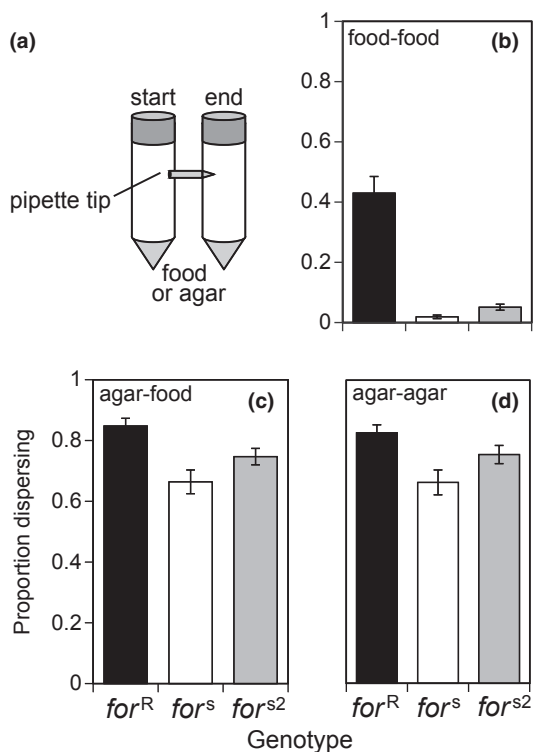 (a)
start end
pipette tip
food
or agar
food-food (b)
1
0.8
0.6
0.4
0.2
0
agar-food (c)
agar-agar (d)
1
0.8
0.6
0.4
0.2
0
Proportion dispersing
forᴿ forˢ forˢ² forᴿ forˢ forˢ²
Genotype